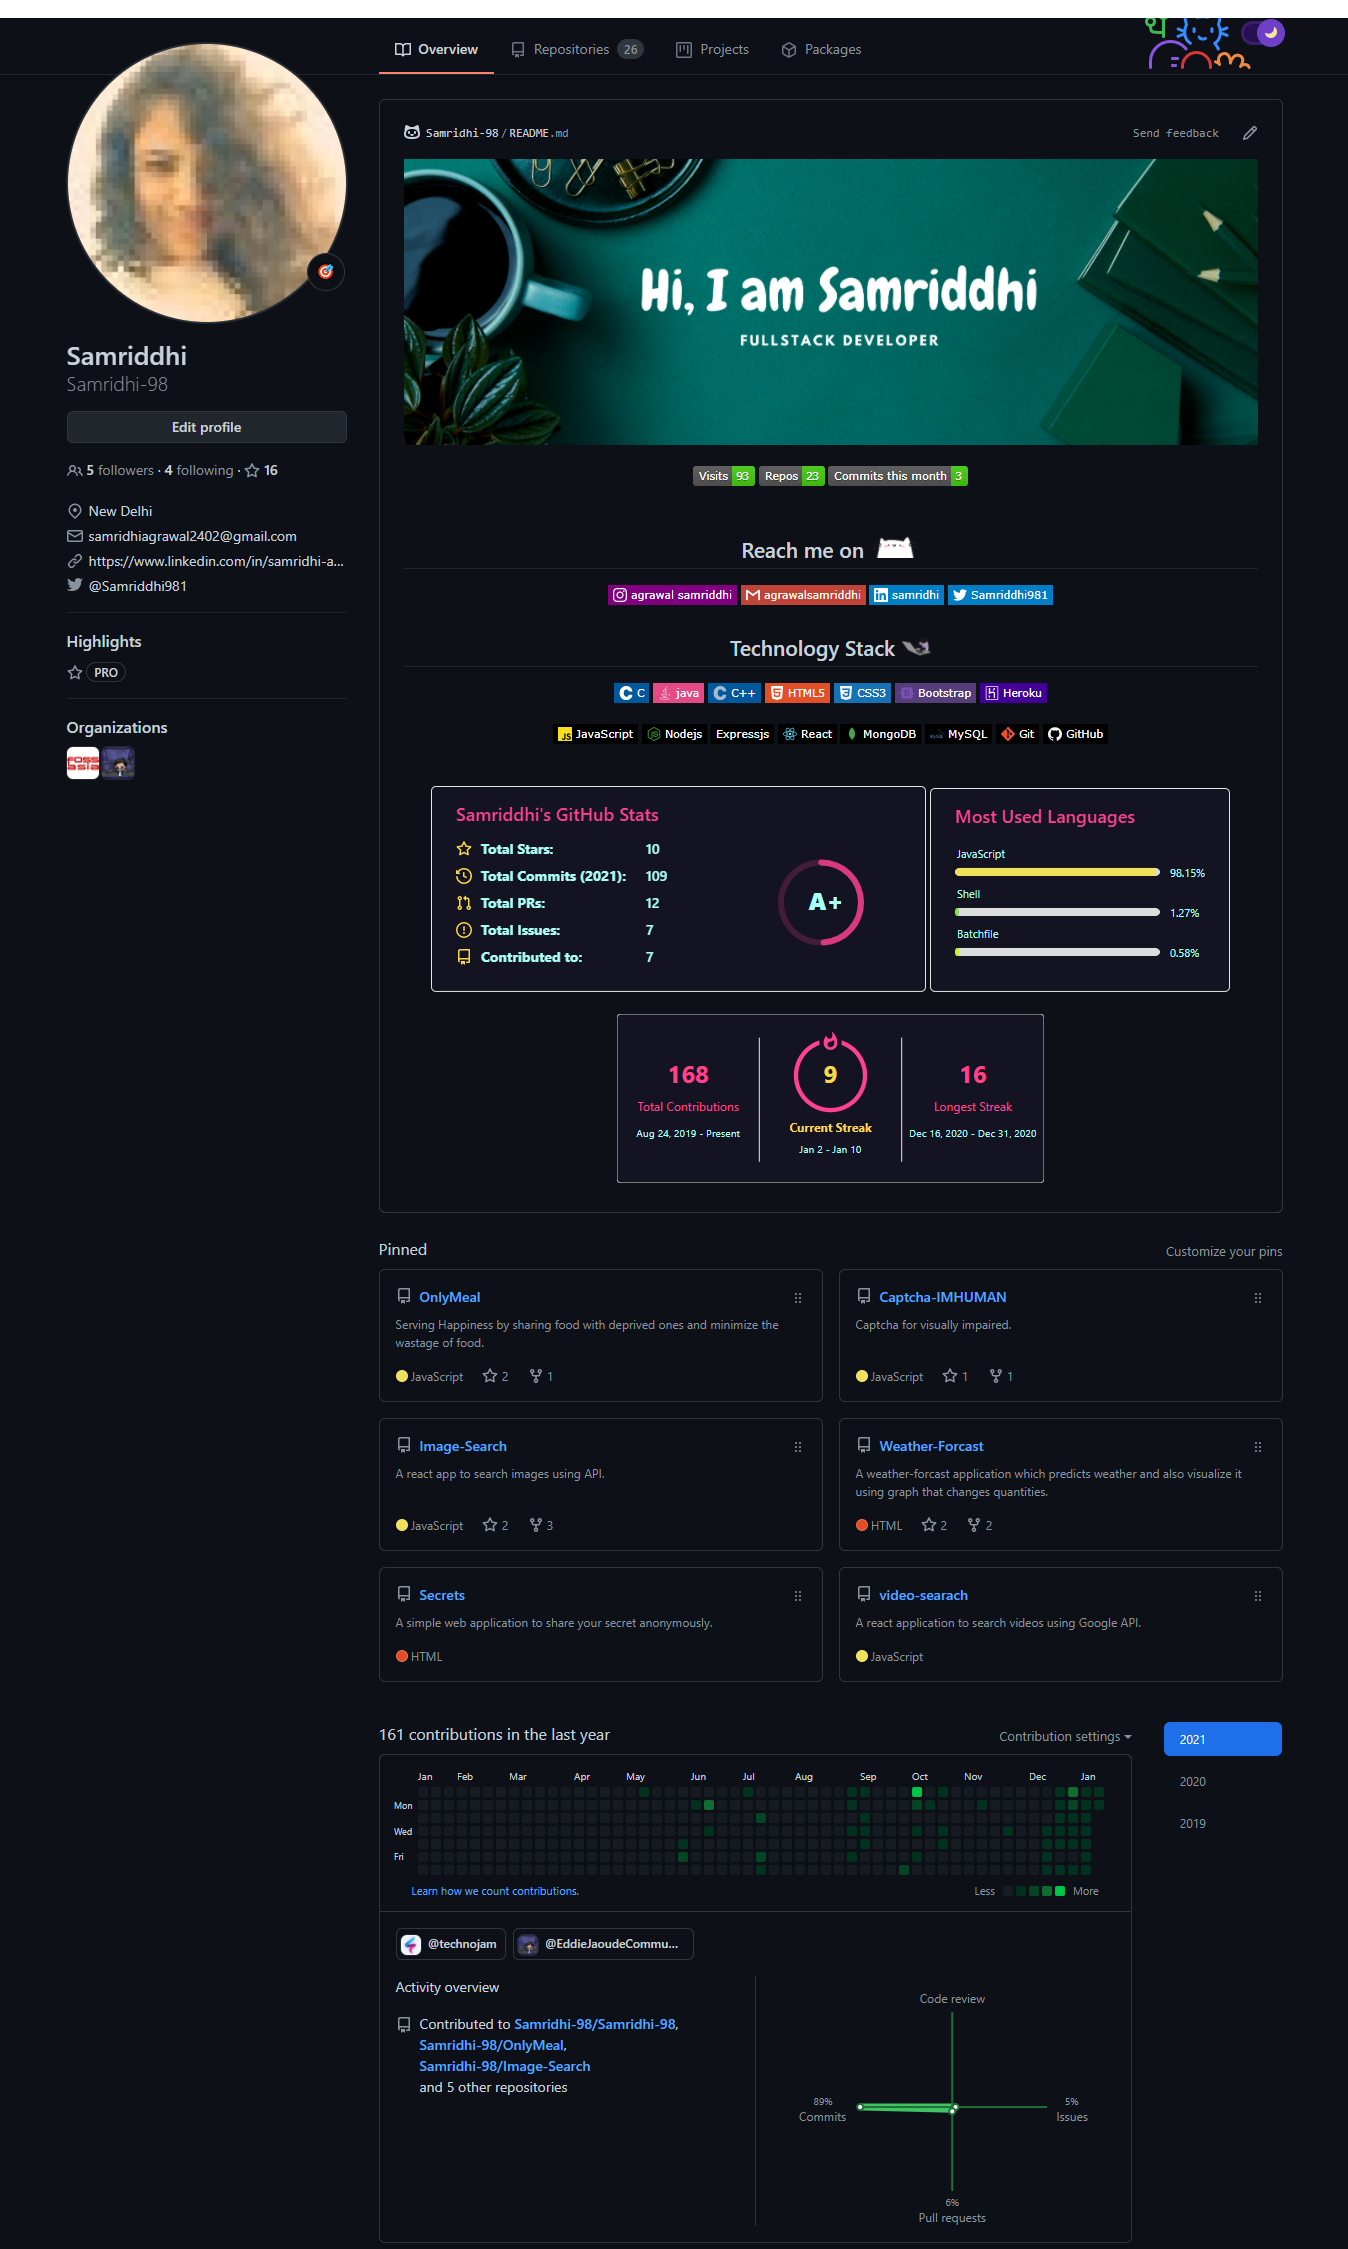 Overview
Repositories 26
Projects
Packages
Samriddhi
Samridhi-98
Edit profile
5 followers · 4 following · 16
New Delhi
samridhiagrawal2402@gmail.com
https://www.linkedin.com/in/samridhi-a...
@Samriddhi981
Highlights
PRO
Organizations
FOSS
ASIA
Samridhi-98/README.md
Send feedback
Hi, I am Samriddhi
FULLSTACK DEVELOPER
Visits 93 Repos 23 Commits this month 3
Reach me on
agrawal samriddhi agrawalsamriddhi samridhi Samriddhi981
Technology Stack
C java C++ HTML5 CSS3 Bootstrap Heroku
JS JavaScript Nodejs Expressjs React MongoDB MySQL Git GitHub
Samriddhi's GitHub Stats
Total Stars: 10
Total Commits (2021): 109
Total PRs: 12
Total Issues: 7
Contributed to: 7
A+
Most Used Languages
JavaScript
98.15%
Shell
1.27%
Batchfile
0.58%
168
Total Contributions
Aug 24, 2019 - Present
9
Current Streak
Jan 2 - Jan 10
16
Longest Streak
Dec 16, 2020 - Dec 31, 2020
Pinned
Customize your pins
OnlyMeal
Serving Happiness by sharing food with deprived ones and minimize the
wastage of food.
JavaScript 2 1
Captcha-IMHUMAN
Captcha for visually impaired.
JavaScript 1 1
Image-Search
A react app to search images using API.
JavaScript 2 3
Weather-Forcast
A weather-forcast application which predicts weather and also visualize it
using graph that changes quantities.
HTML 2 2
Secrets
A simple web application to share your secret anonymously.
HTML
video-searach
A react application to search videos using Google API.
JavaScript
161 contributions in the last year
Contribution settings
2021
2020
2019
Jan Feb Mar Apr May Jun Jul Aug Sep Oct Nov Dec Jan
Mon
Wed
Fri
Learn how we count contributions.
Less More
@technojam
@EddieJaoudeCommu...
Activity overview
Contributed to Samridhi-98/Samridhi-98,
Samridhi-98/OnlyMeal,
Samridhi-98/Image-Search
and 5 other repositories
Code review
89%
Commits
5%
Issues
6%
Pull requests